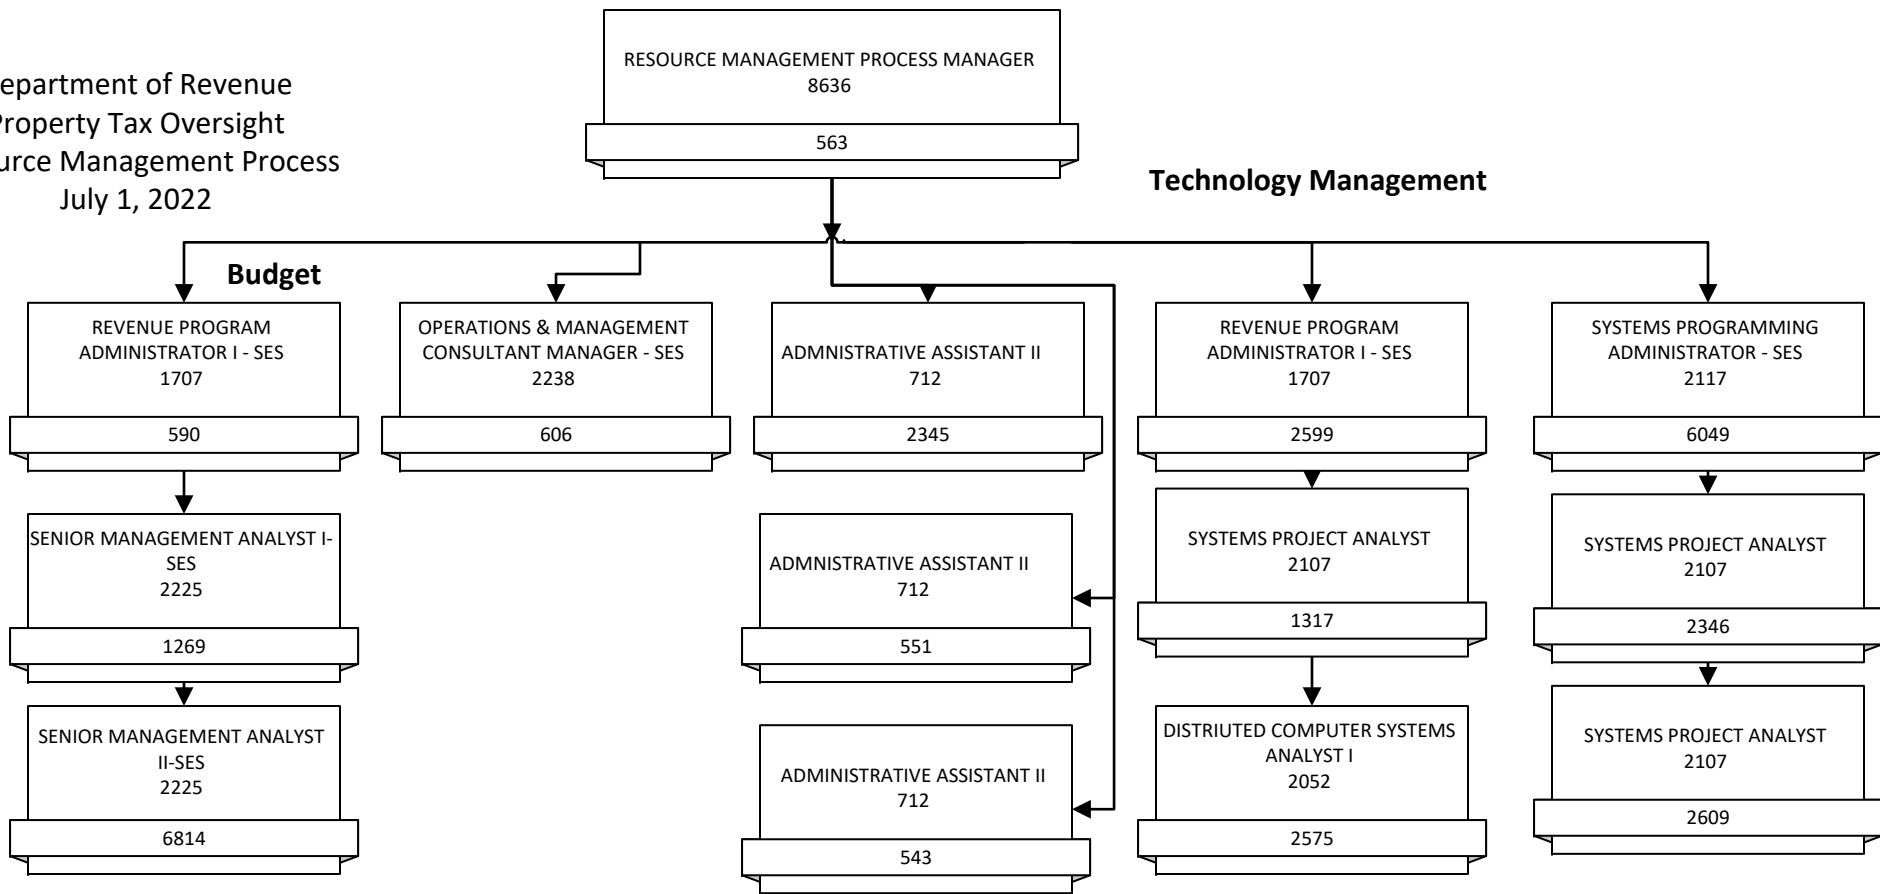 epartment of Revenue
Property Tax Oversight
urce Management Process
July 1, 2022
RESOURCE MANAGEMENT PROCESS MANAGER
8636
563
Technology Management
Budget
REVENUE PROGRAM
ADMINISTRATOR I - SES
1707
590
OPERATIONS & MANAGEMENT
CONSULTANT MANAGER - SES
2238
606
ADMNISTRATIVE ASSISTANT II
712
2345
REVENUE PROGRAM
ADMINISTRATOR I - SES
1707
2599
SYSTEMS PROGRAMMING
ADMINISTRATOR - SES
2117
6049
SENIOR MANAGEMENT ANALYST I-
SES
2225
1269
ADMNISTRATIVE ASSISTANT II
712
551
SYSTEMS PROJECT ANALYST
2107
1317
SYSTEMS PROJECT ANALYST
2107
2346
SENIOR MANAGEMENT ANALYST
II-SES
2225
6814
ADMINISTRATIVE ASSISTANT II
712
543
DISTRIUTED COMPUTER SYSTEMS
ANALYST I
2052
2575
SYSTEMS PROJECT ANALYST
2107
2609